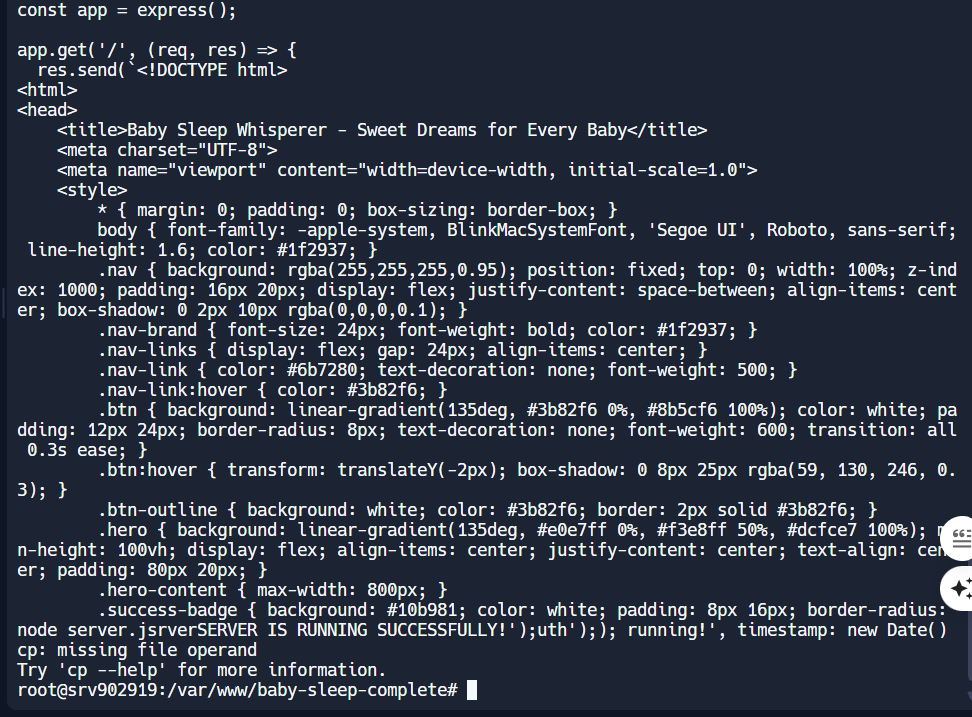 const app = express();
app.get('/', (req, res) => {
  res.send(`<!DOCTYPE html>
<html>
<head>
    <title>Baby Sleep Whisperer - Sweet Dreams for Every Baby</title>
    <meta charset="UTF-8">
    <meta name="viewport" content="width=device-width, initial-scale=1.0">
    <style>
        * { margin: 0; padding: 0; box-sizing: border-box; }
        body { font-family: -apple-system, BlinkMacSystemFont, 'Segoe UI', Roboto, sans-serif;
 line-height: 1.6; color: #1f2937; }
        .nav { background: rgba(255,255,255,0.95); position: fixed; top: 0; width: 100%; z-ind
ex: 1000; padding: 16px 20px; display: flex; justify-content: space-between; align-items: cent
er; box-shadow: 0 2px 10px rgba(0,0,0,0.1); }
        .nav-brand { font-size: 24px; font-weight: bold; color: #1f2937; }
        .nav-links { display: flex; gap: 24px; align-items: center; }
        .nav-link { color: #6b7280; text-decoration: none; font-weight: 500; }
        .nav-link:hover { color: #3b82f6; }
        .btn { background: linear-gradient(135deg, #3b82f6 0%, #8b5cf6 100%); color: white; pa
dding: 12px 24px; border-radius: 8px; text-decoration: none; font-weight: 600; transition: all
 0.3s ease; }
        .btn:hover { transform: translateY(-2px); box-shadow: 0 8px 25px rgba(59, 130, 246, 0.
3); }
        .btn-outline { background: white; color: #3b82f6; border: 2px solid #3b82f6; }
        .hero { background: linear-gradient(135deg, #e0e7ff 0%, #f3e8ff 50%, #dcfce7 100%);
n-height: 100vh; display: flex; align-items: center; justify-content: center; text-align:
er; padding: 80px 20px; }
        .hero-content { max-width: 800px; }
        .success-badge { background: #10b981; color: white; padding: 8px 16px; border-radius:
node server.jsrverSERVER IS RUNNING SUCCESSFULLY!');uth');); running!', timestamp: new Date()
cp: missing file operand
Try 'cp --help' for more information.
root@srv902919:/var/www/baby-sleep-complete#